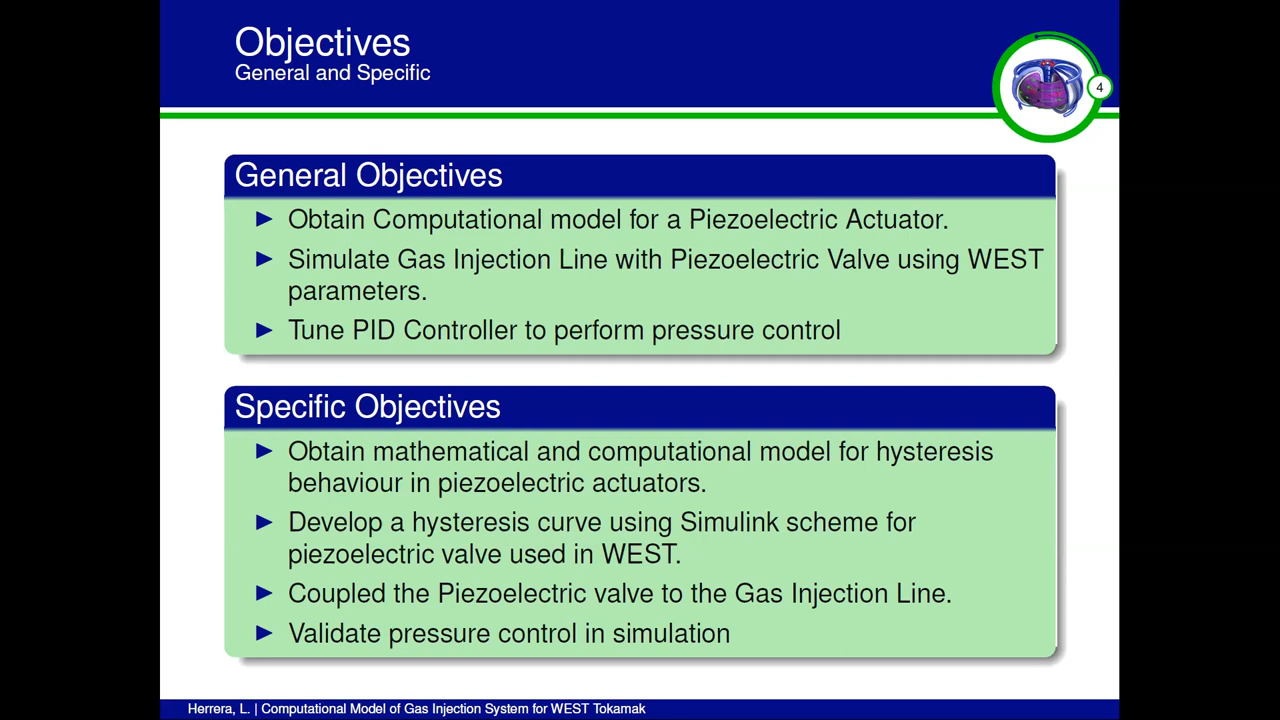 Objectives
General and Specific
4
General Objectives
Obtain Computational model for a Piezoelectric Actuator.
Simulate Gas Injection Line with Piezoelectric Valve using WEST
parameters.
Tune PID Controller to perform pressure control
Specific Objectives
Obtain mathematical and computational model for hysteresis
behaviour in piezoelectric actuators.
Develop a hysteresis curve using Simulink scheme for
piezoelectric valve used in WEST.
Coupled the Piezoelectric valve to the Gas Injection Line.
Validate pressure control in simulation
Herrera, L. | Computational Model of Gas Injection System for WEST Tokamak